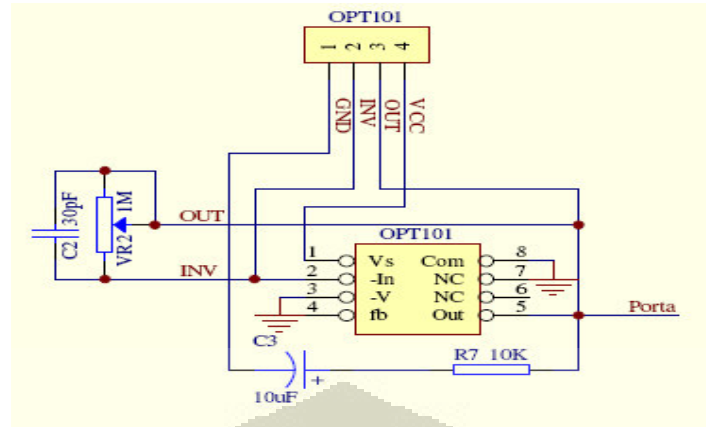 OPT101
1 2 3 4
GND INV OUT VCC
C2 30pF
VR2 1M
OUT
INV
OPT101
1 Vs Com 8
2 -In NC 7
3 -V NC 6
4 fb Out 5
Porta
C3
10uF
+
R7 10K